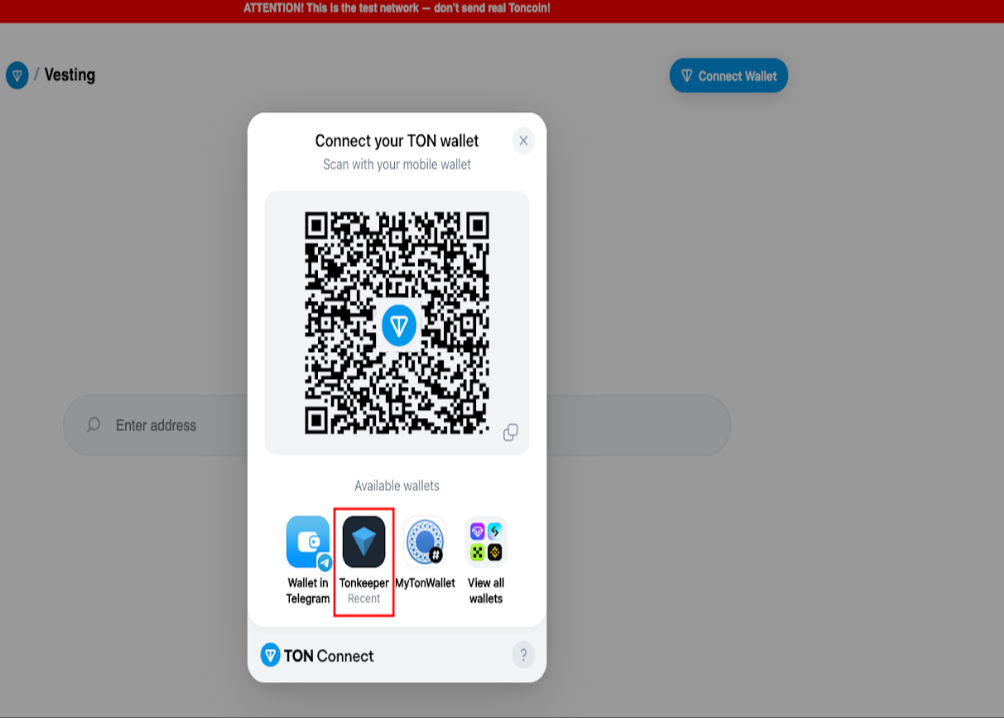 ATTENTION! This is the test network — don't send real Toncoin!
/ Vesting
Connect Wallet
Connect your TON wallet
Scan with your mobile wallet
Enter address
Available wallets
Wallet in Telegram
Tonkeeper
Recent
MyTonWallet
#
View all wallets
TON Connect
?